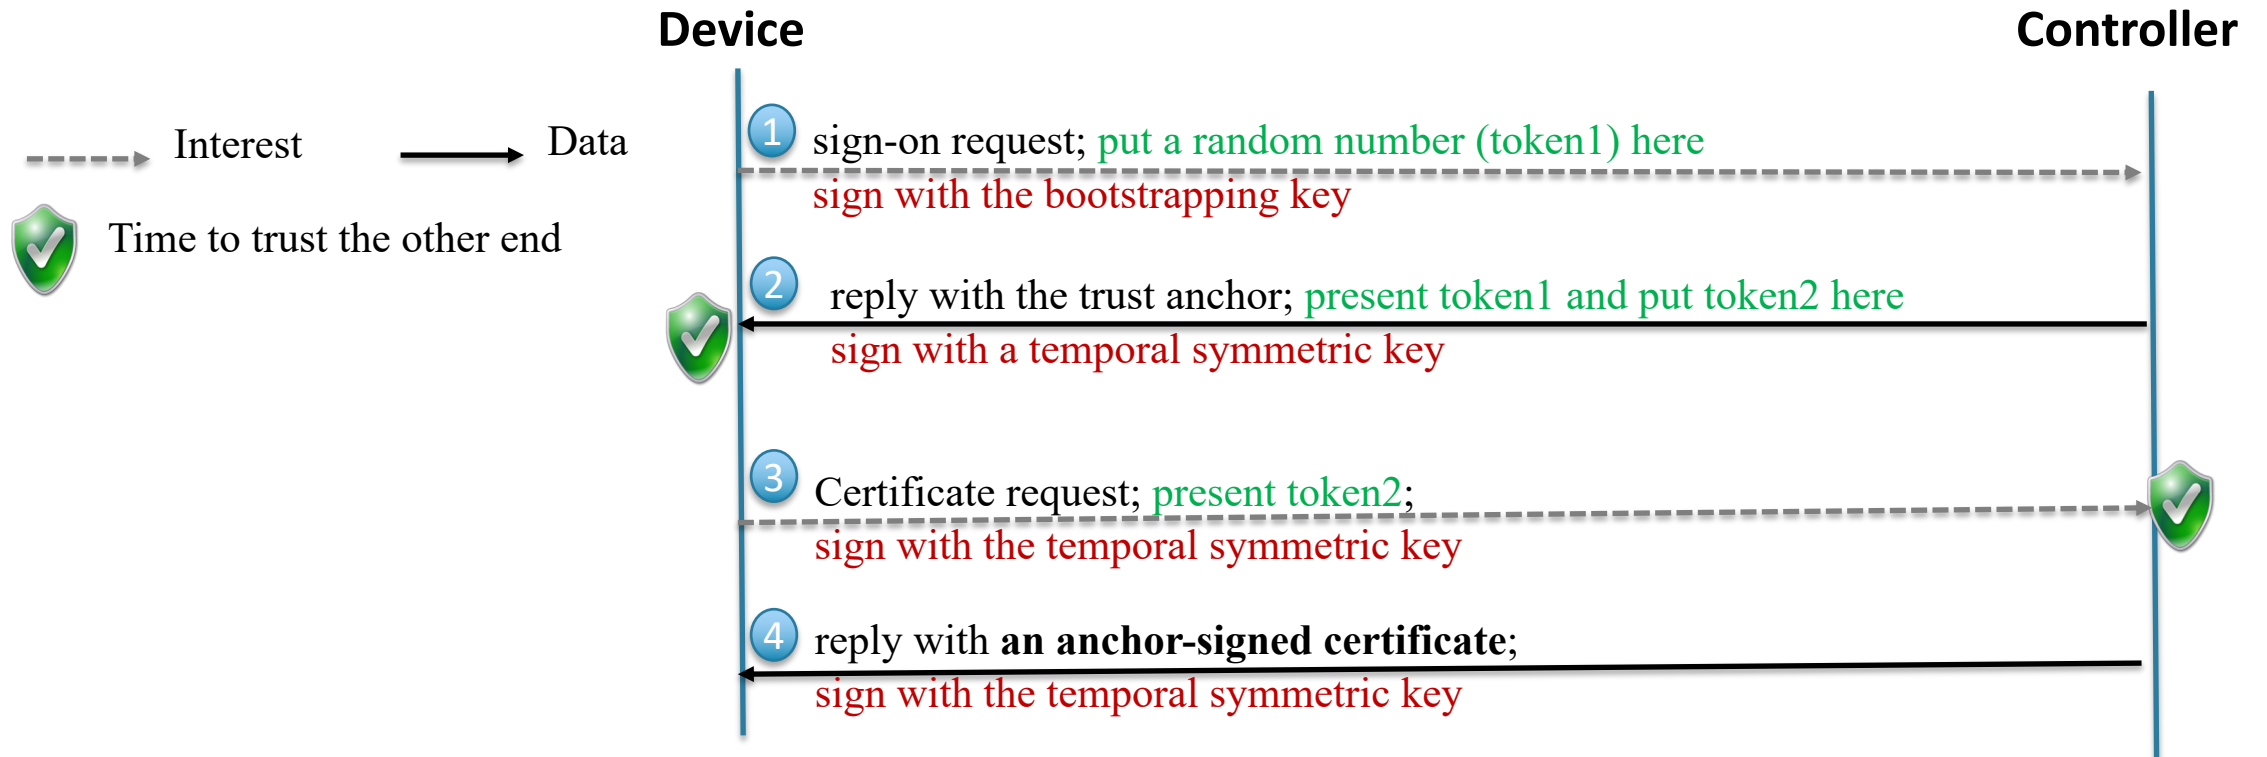 Device
Controller
Interest
Data
Time to trust the other end
1
sign-on request; put a random number (token1) here
sign with the bootstrapping key
2
reply with the trust anchor; present token1 and put token2 here
sign with a temporal symmetric key
3
Certificate request; present token2;
sign with the temporal symmetric key
4
reply with an anchor-signed certificate;
sign with the temporal symmetric key